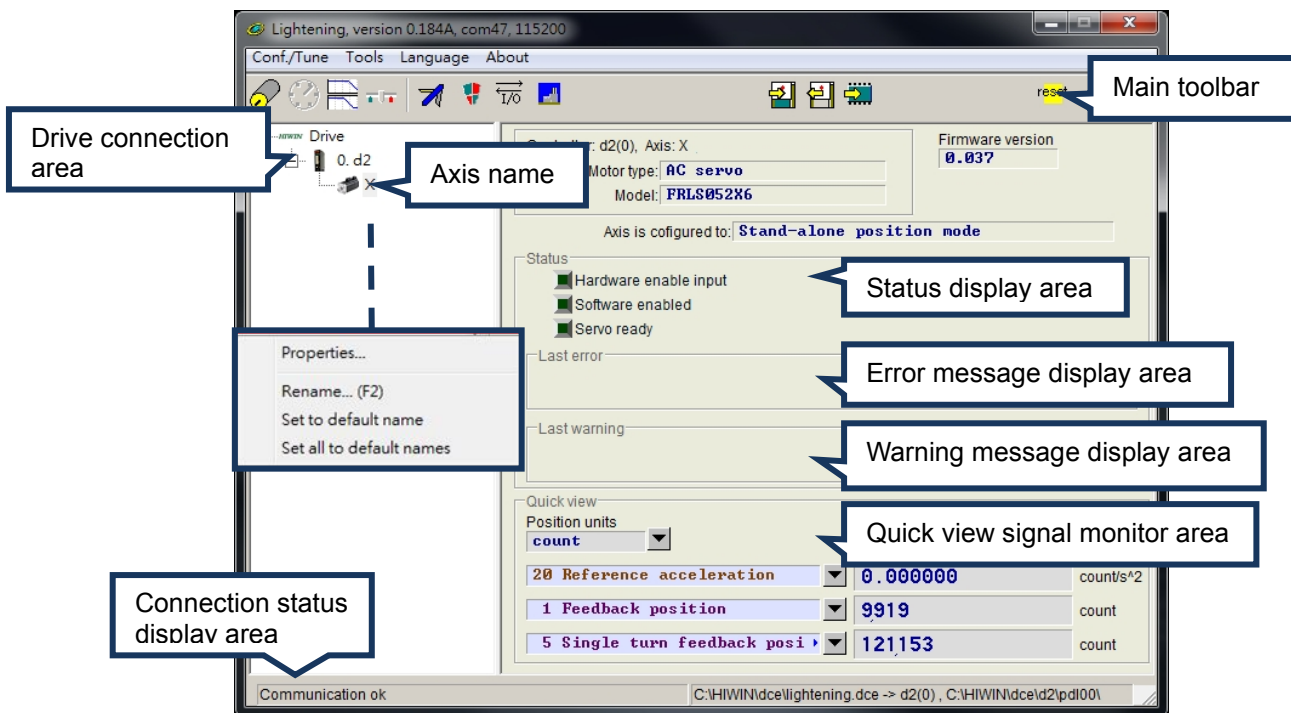 Lightening, version 0.184A, com47, 115200
Conf./Tune Tools Language About
I/O
reset
Main toolbar
Drive connection
area
HIWIN Drive
0. d2
X
Axis name
d2(0), Axis: X
Motor type: AC servo
Model: FRLS052X6
Firmware version
0.037
Axis is cofigured to: Stand-alone position mode
Status
Hardware enable input
Software enabled
Servo ready
Status display area
Properties...
Rename... (F2)
Set to default name
Set all to default names
Last error
Error message display area
Last warning
Warning message display area
Quick view
Position units
count
Quick view signal monitor area
20 Reference acceleration 0.000000 count/s^2
1 Feedback position 9,919 count
5 Single turn feedback posi 121,153 count
Connection status
display area
Communication ok
C:\HIWIN\dce\lightening.dce -> d2(0) , C:\HIWIN\dce\d2\pdl00\